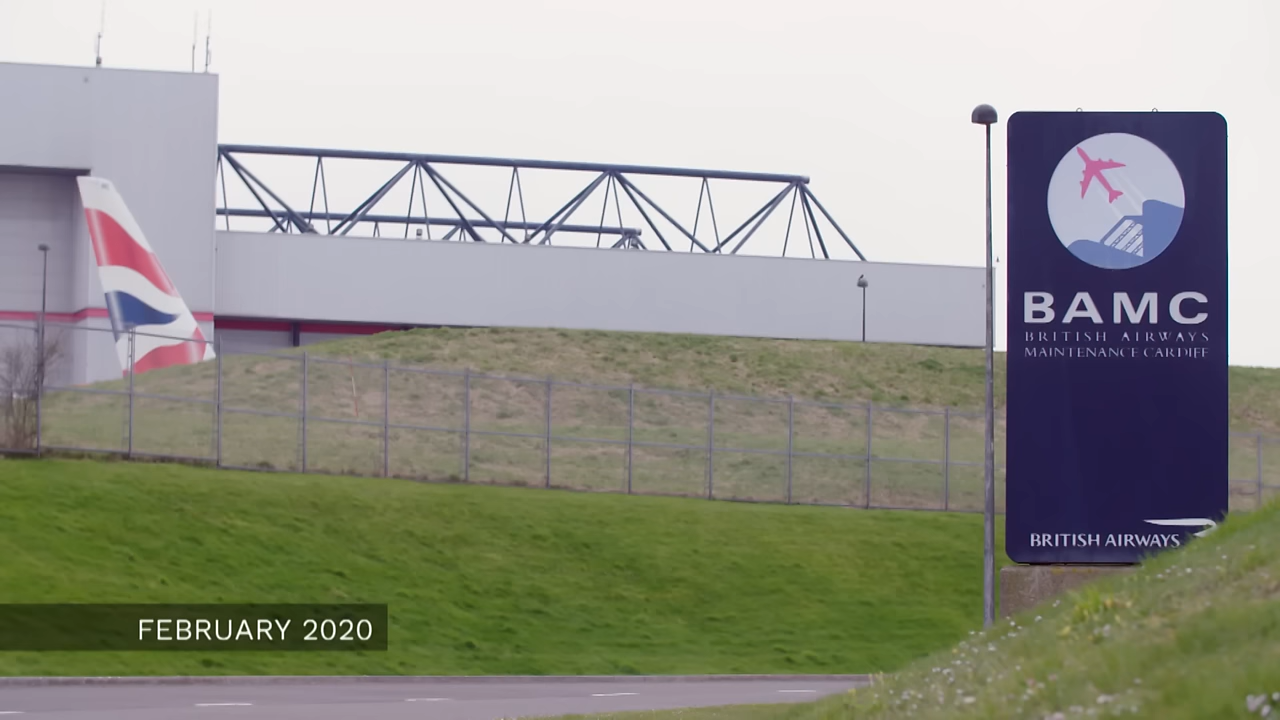 BAMC
BRITISH AIRWAYS
MAINTENANCE CARDIFF
BRITISH AIRWAYS
FEBRUARY 2020